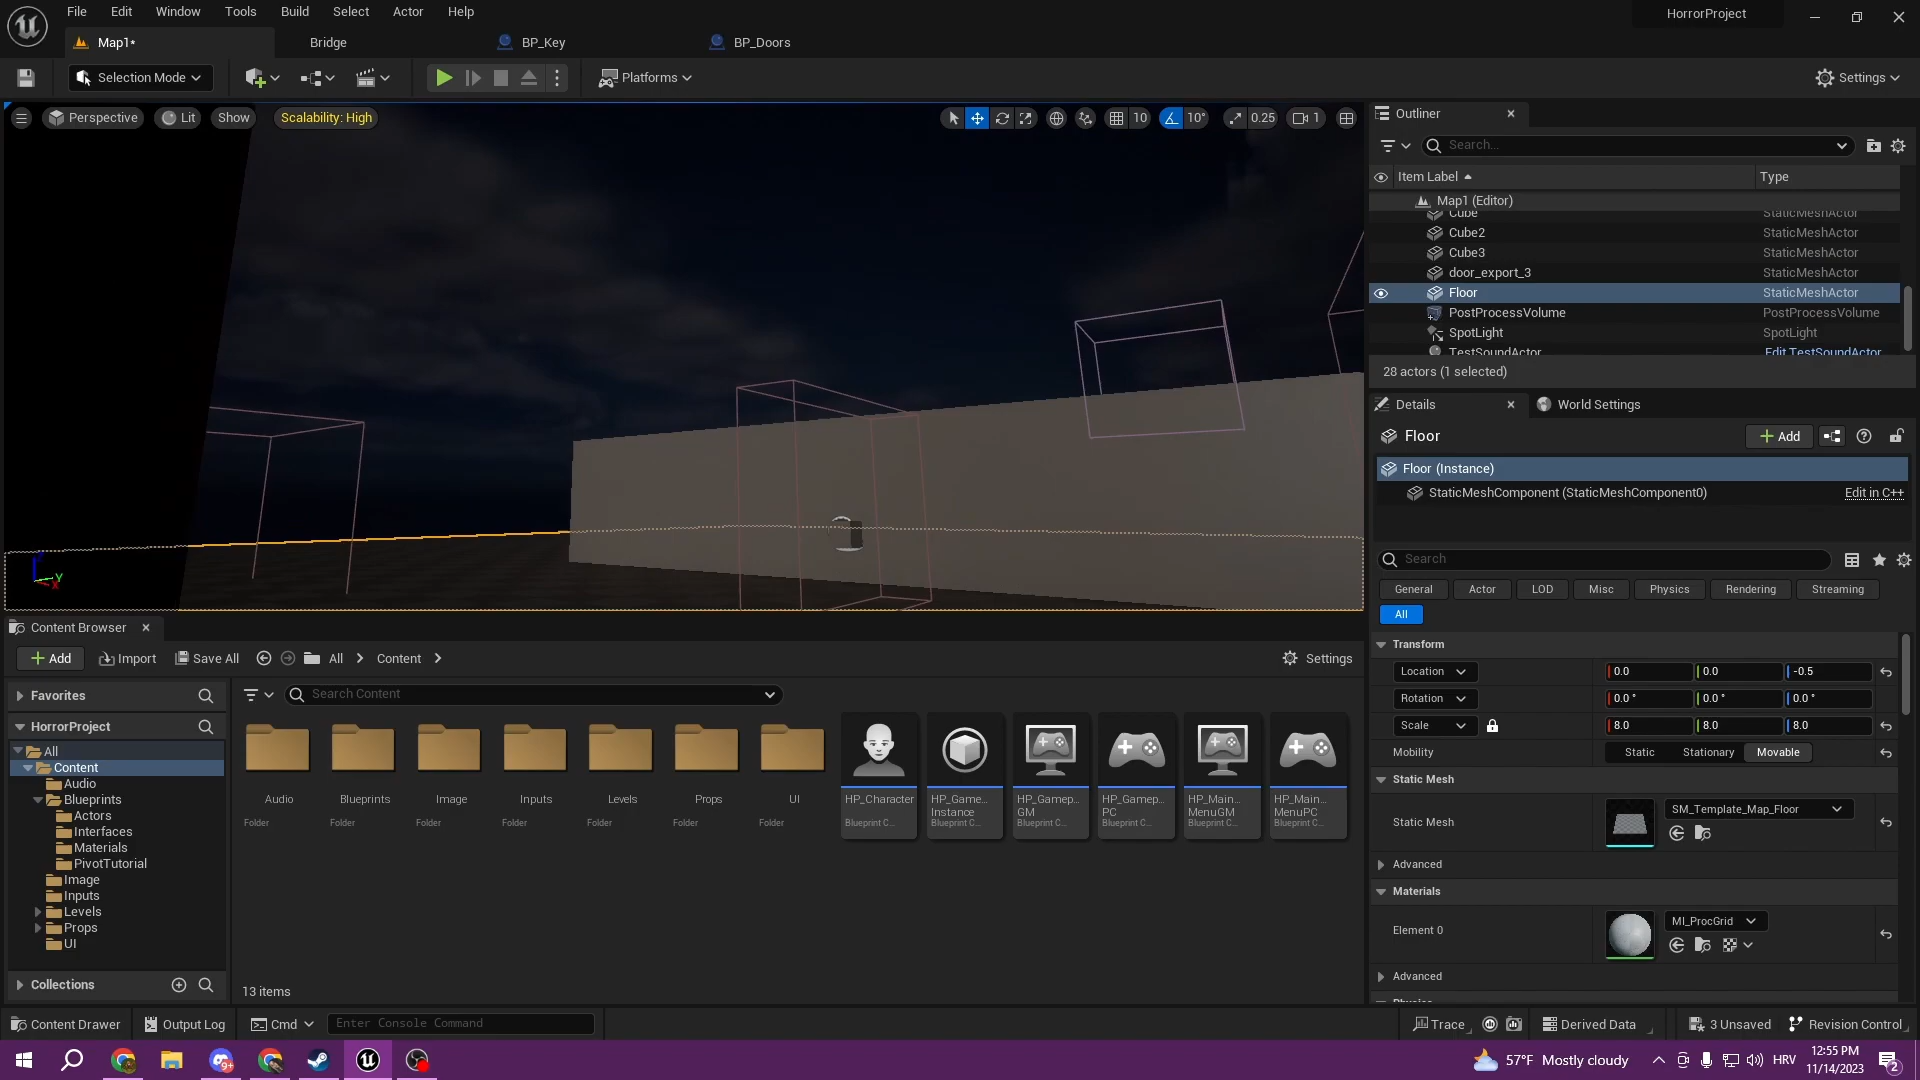 File Edit Window Tools Build Select Actor Help
HorrorProject
Map1*
Bridge
BP_Key
BP_Doors
Selection Mode
Platforms
Settings
Perspective
Lit
Show
Scalability: High
10
10°
0.25
1
Outliner
Search...
Item Label
Type
Map1 (Editor)
Cube StaticMeshActor
Cube2 StaticMeshActor
Cube3 StaticMeshActor
door_export_3 StaticMeshActor
Floor StaticMeshActor
PostProcessVolume PostProcessVolume
SpotLight SpotLight
TestSoundActor Edit TestSoundActor
28 actors (1 selected)
Details
World Settings
Floor
Add
Floor (Instance)
StaticMeshComponent (StaticMeshComponent0)
Edit in C++
Search
General Actor LOD Misc Physics Rendering Streaming
All
Transform
Location 0.0 0.0 -0.5
Rotation 0.0° 0.0° 0.0°
Scale 8.0 8.0 8.0
Mobility Static Stationary Movable
Static Mesh
Static Mesh
SM_Template_Map_Floor
Advanced
Materials
Element 0
MI_ProcGrid
Advanced
Physics
Y
X
Content Browser
Add
Import
Save All
All
Content
Settings
Favorites
Search Content
HorrorProject
All
Content
Audio
Blueprints
Actors
Interfaces
Materials
PivotTutorial
Image
Inputs
Levels
Props
UI
Collections
Audio
Folder
Blueprints
Folder
Image
Folder
Inputs
Folder
Levels
Folder
Props
Folder
UI
Folder
HP_Character
Blueprint C...
HP_Game...
Instance
Blueprint C...
HP_Gamep...
GM
Blueprint C...
HP_Gamep...
PC
Blueprint C...
HP_Main...
MenuGM
Blueprint C...
HP_Main...
MenuPC
Blueprint C...
13 items
Content Drawer
Output Log
Cmd
Enter Console Command
Trace
Derived Data
3 Unsaved
Revision Control
9+
57°F Mostly cloudy
HRV
12:55 PM
11/14/2023
2